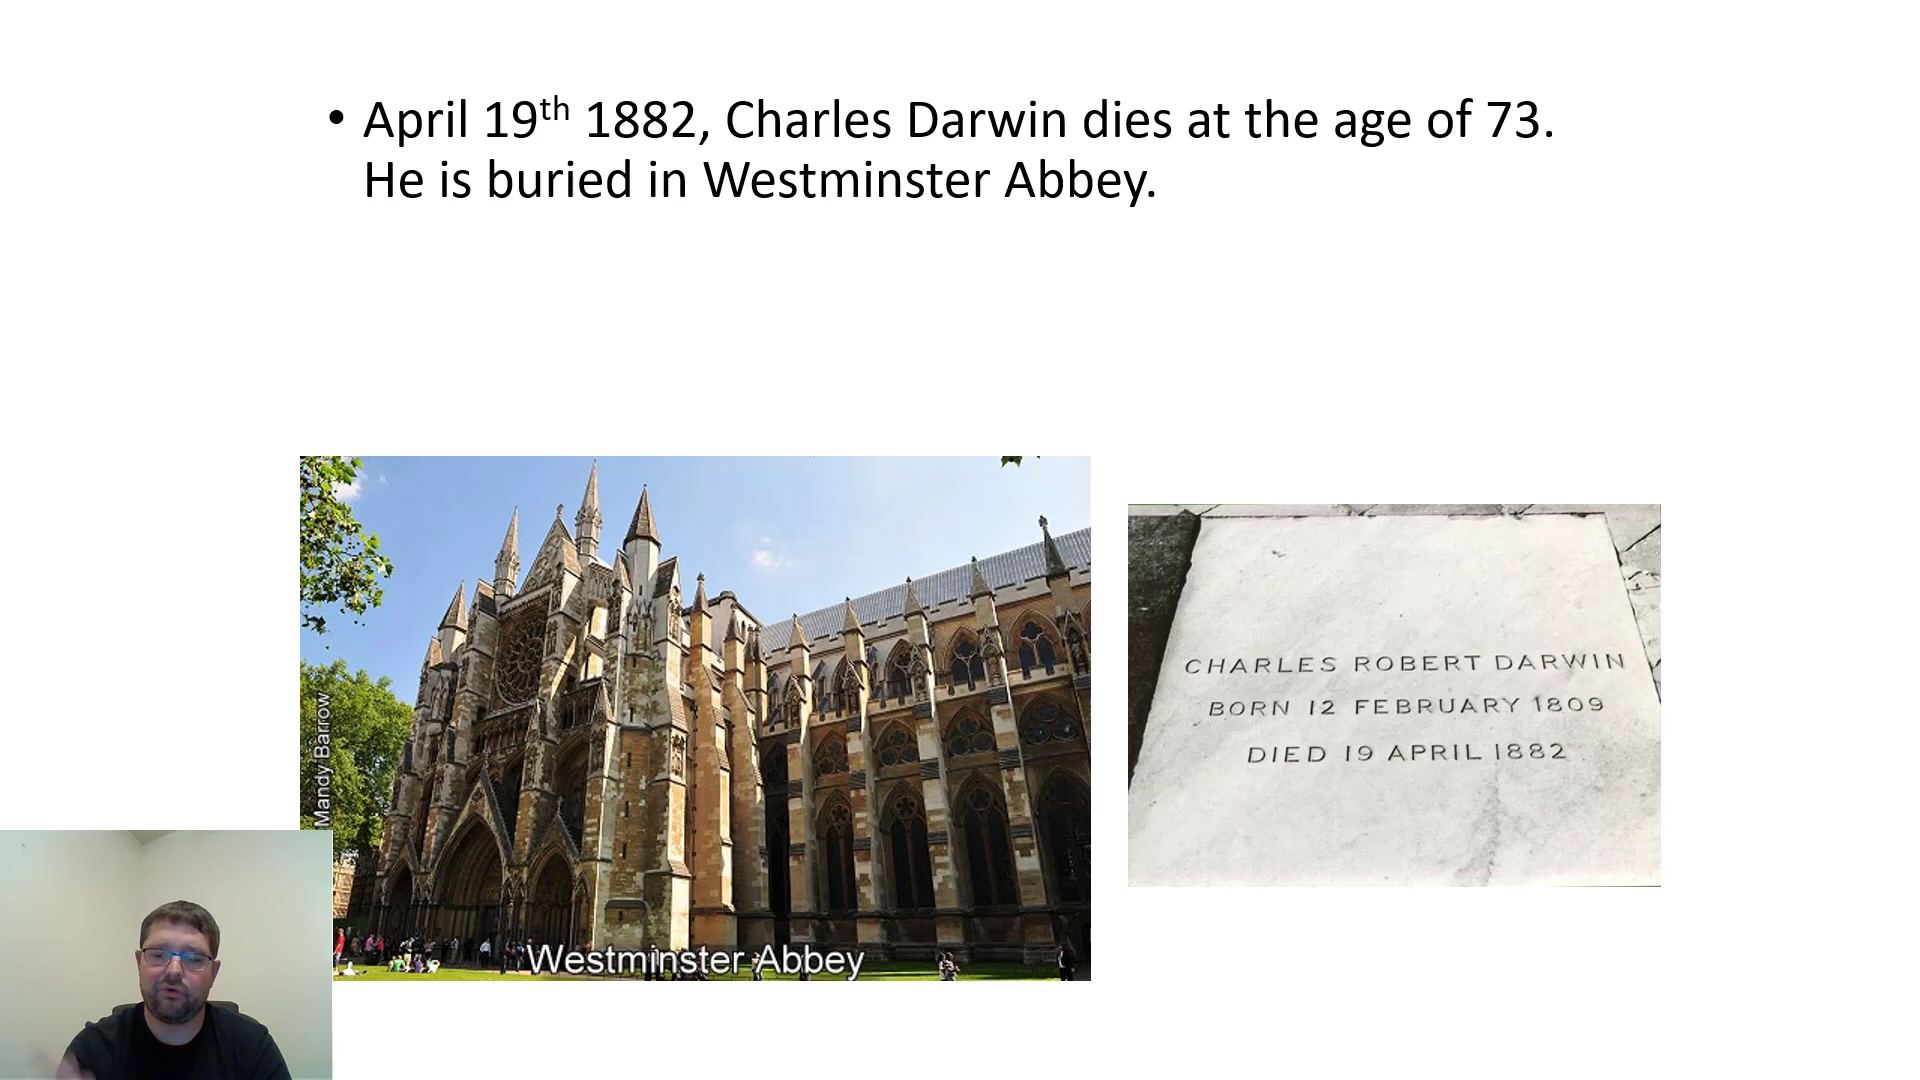 • April 19th 1882, Charles Darwin dies at the age of 73.
He is buried in Westminster Abbey.
Mandy Barrow
Westminster Abbey
CHARLES ROBERT DARWIN
BORN 12 FEBRUARY 1809
DIED 19 APRIL 1882